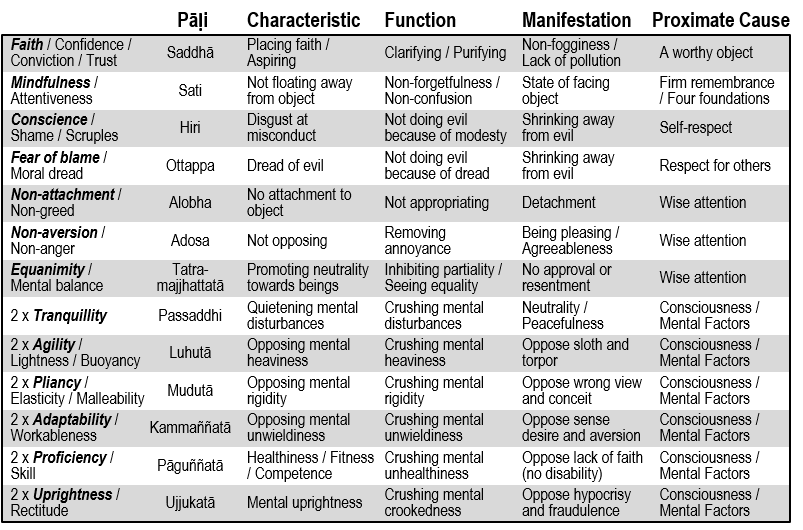 Pāḷi Characteristic Function Manifestation Proximate Cause
Faith / Confidence / Conviction / Trust Saddhā Placing faith / Aspiring Clarifying / Purifying Non-fogginess / Lack of pollution A worthy object
Mindfulness / Attentiveness Sati Not floating away from object Non-forgetfulness / Non-confusion State of facing object Firm remembrance / Four foundations
Conscience / Shame / Scruples Hiri Disgust at misconduct Not doing evil because of modesty Shrinking away from evil Self-respect
Fear of blame / Moral dread Ottappa Dread of evil Not doing evil because of dread Shrinking away from evil Respect for others
Non-attachment / Non-greed Alobha No attachment to object Not appropriating Detachment Wise attention
Non-aversion / Non-anger Adosa Not opposing Removing annoyance Being pleasing / Agreeableness Wise attention
Equanimity / Mental balance Tatra-majjhattatā Promoting neutrality towards beings Inhibiting partiality / Seeing equality No approval or resentment Wise attention
2 x Tranquillity Passaddhi Quietening mental disturbances Crushing mental disturbances Neutrality / Peacefulness Consciousness / Mental Factors
2 x Agility / Lightness / Buoyancy Luhutā Opposing mental heaviness Crushing mental heaviness Oppose sloth and torpor Consciousness / Mental Factors
2 x Pliancy / Elasticity / Malleability Mudutā Opposing mental rigidity Crushing mental rigidity Oppose wrong view and conceit Consciousness / Mental Factors
2 x Adaptability / Workableness Kammaññatā Opposing mental unwieldiness Crushing mental unwieldiness Oppose sense desire and aversion Consciousness / Mental Factors
2 x Proficiency / Skill Pāguññatā Healthiness / Fitness / Competence Crushing mental unhealthiness Oppose lack of faith (no disability) Consciousness / Mental Factors
2 x Uprightness / Rectitude Ujjukatā Mental uprightness Crushing mental crookedness Oppose hypocrisy and fraudulence Consciousness / Mental Factors